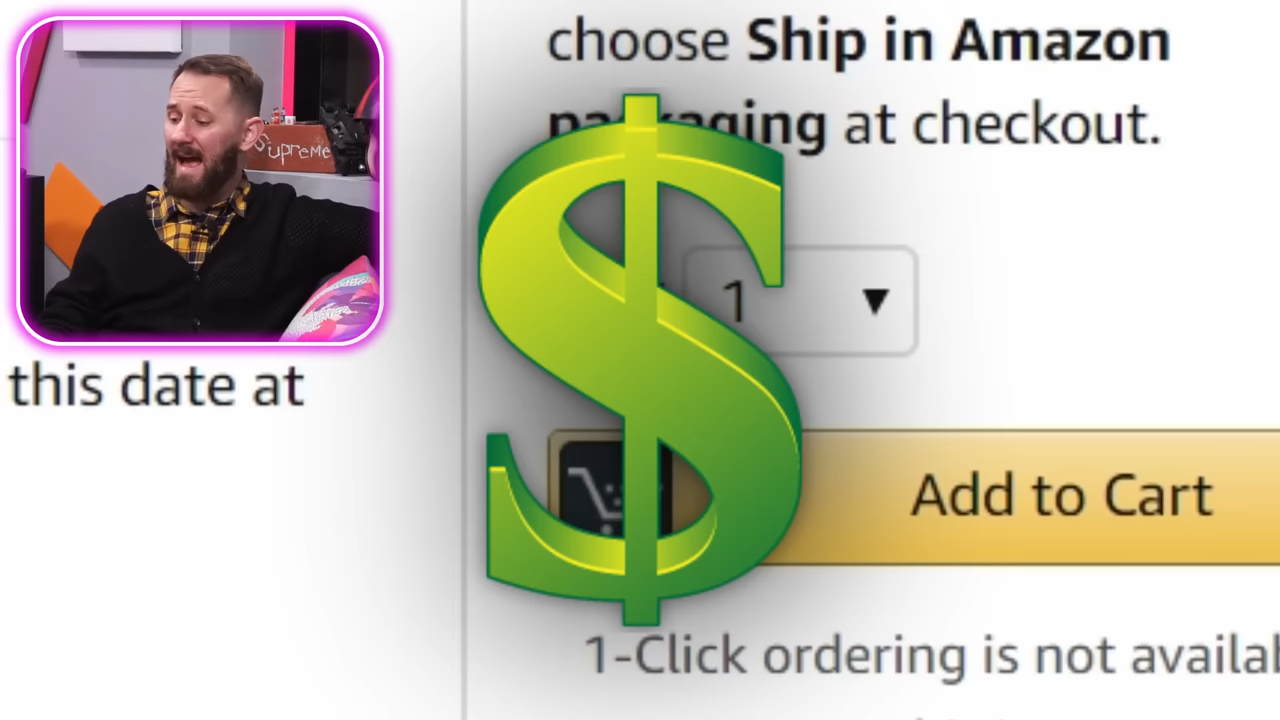 Supreme
this date at
choose Ship in Amazon
packaging at checkout.
$
1
Add to Cart
1-Click ordering is not